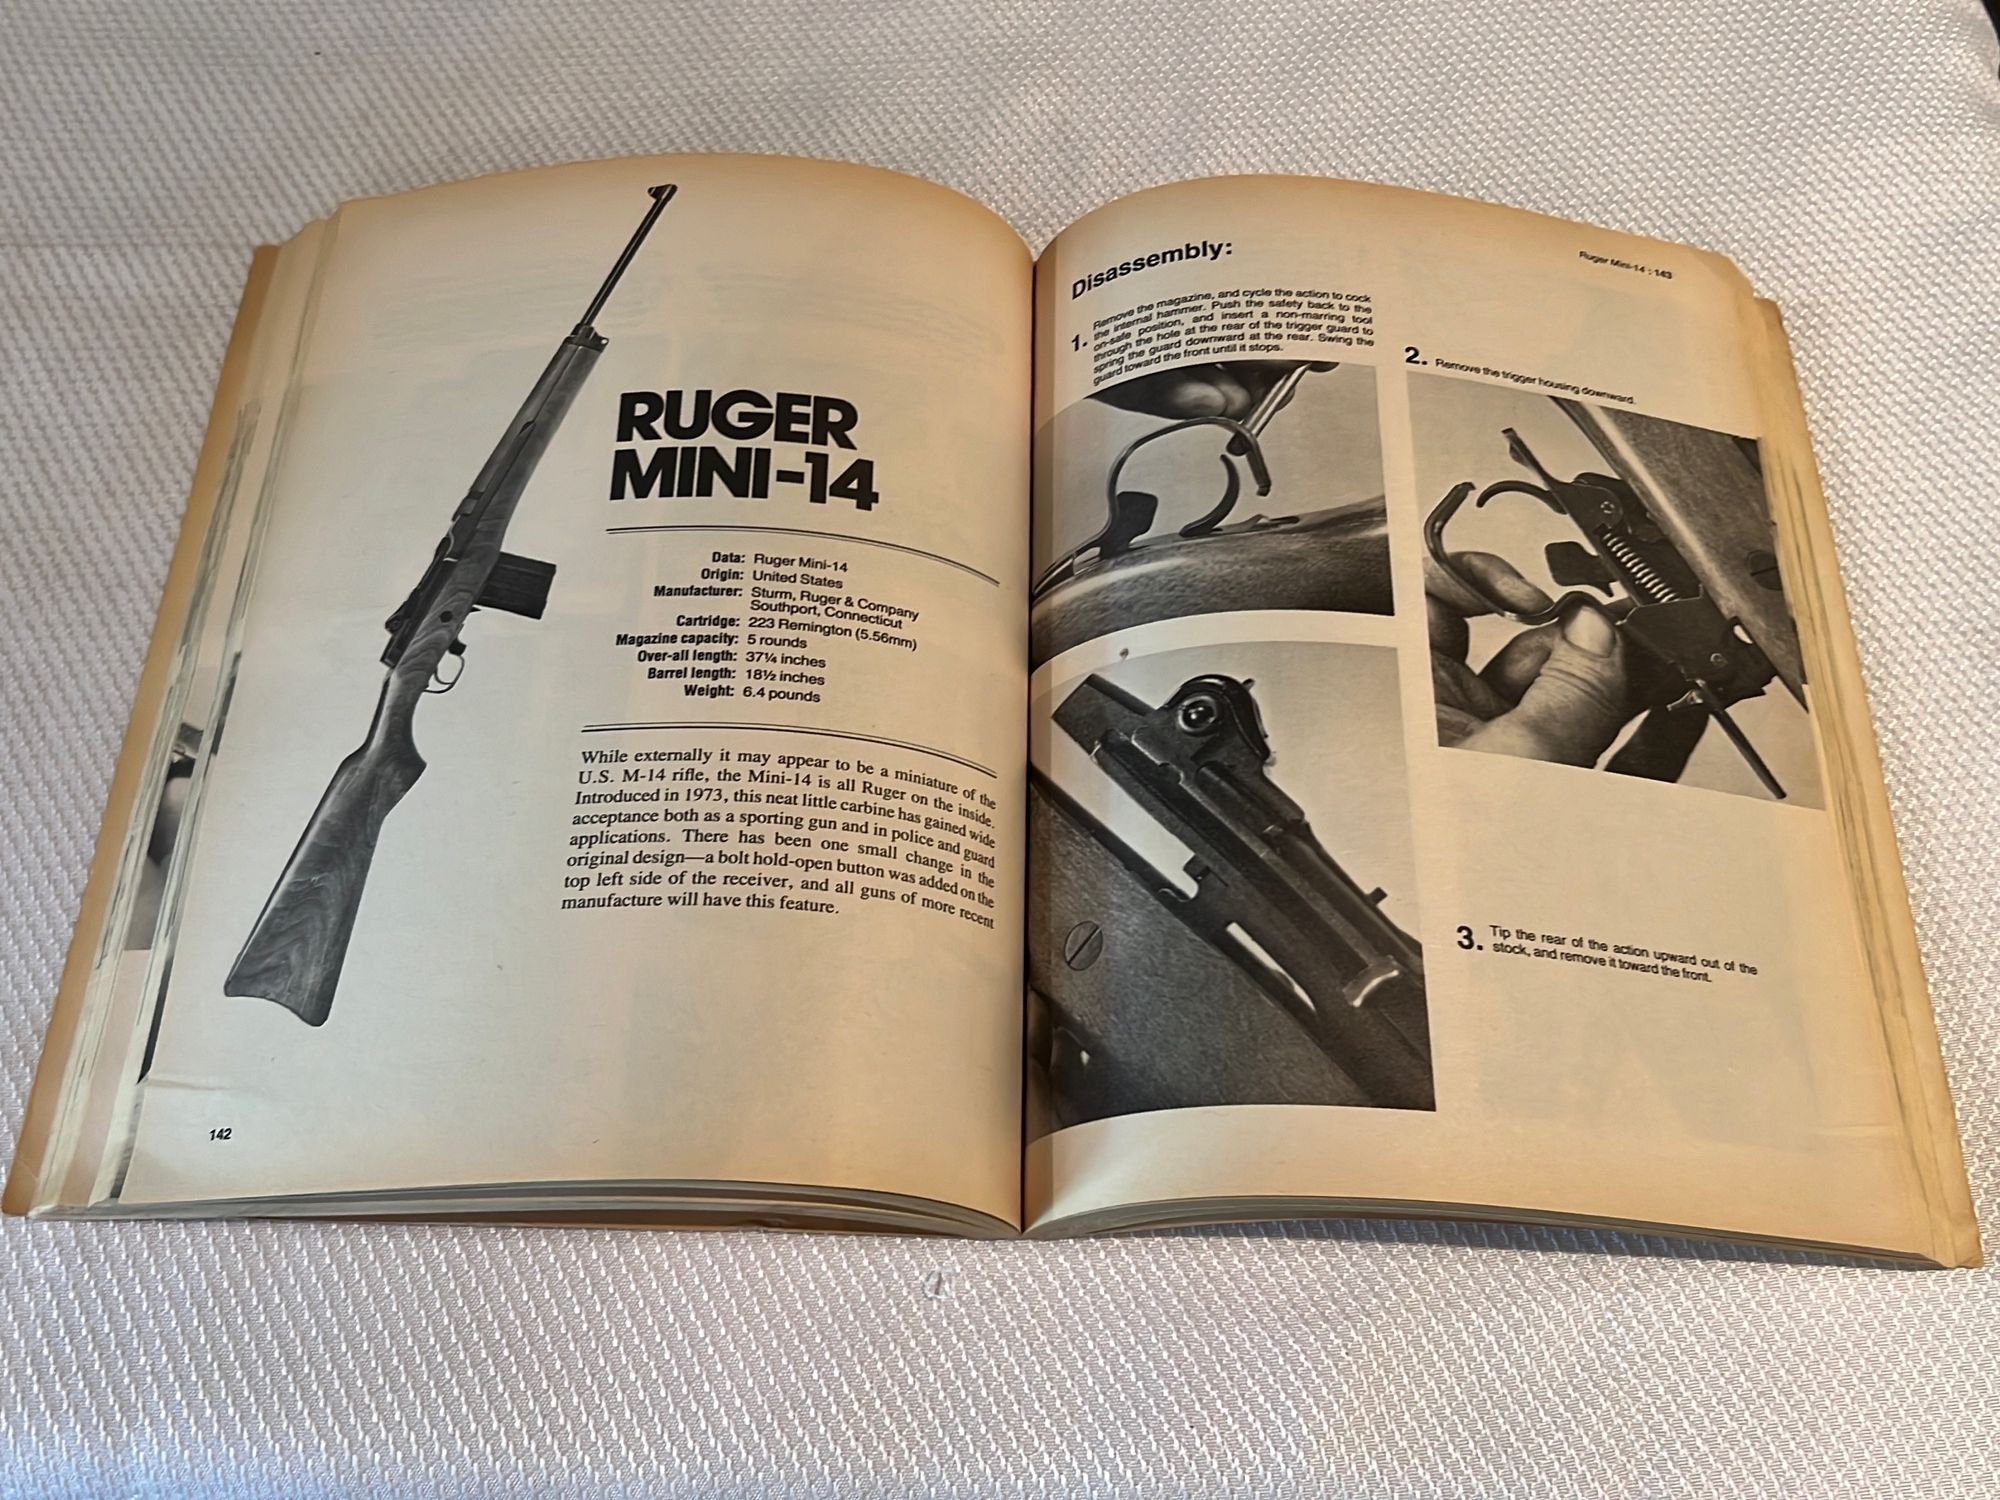 RUGER
MINI-14
Data: Ruger Mini-14
Origin: United States
Manufacturer: Sturm, Ruger & Company
Southport, Connecticut
Cartridge: 223 Remington (5.56mm)
Magazine capacity: 5 rounds
Over-all length: 37¼ inches
Barrel length: 18½ inches
Weight: 6.4 pounds
While externally it may appear to be a miniature of the
U.S. M-14 rifle, the Mini-14 is all Ruger on the inside.
Introduced in 1973, this neat little carbine has gained wide
acceptance both as a sporting gun and in police and guard
applications. There has been one small change in the
original design—a bolt hold-open button was added on the
top left side of the receiver, and all guns of more recent
manufacture will have this feature.
142
Ruger Mini-14 : 143
Disassembly:
1. Remove the magazine, and cycle the action to cock
the internal hammer. Push the safety back to the
on-safe position, and insert a non-marring tool
through the hole at the rear of the trigger guard to
spring the guard downward at the rear. Swing the
guard toward the front until it stops.
2. Remove the trigger housing downward.
3. Tip the rear of the action upward out of the
stock, and remove it toward the front.